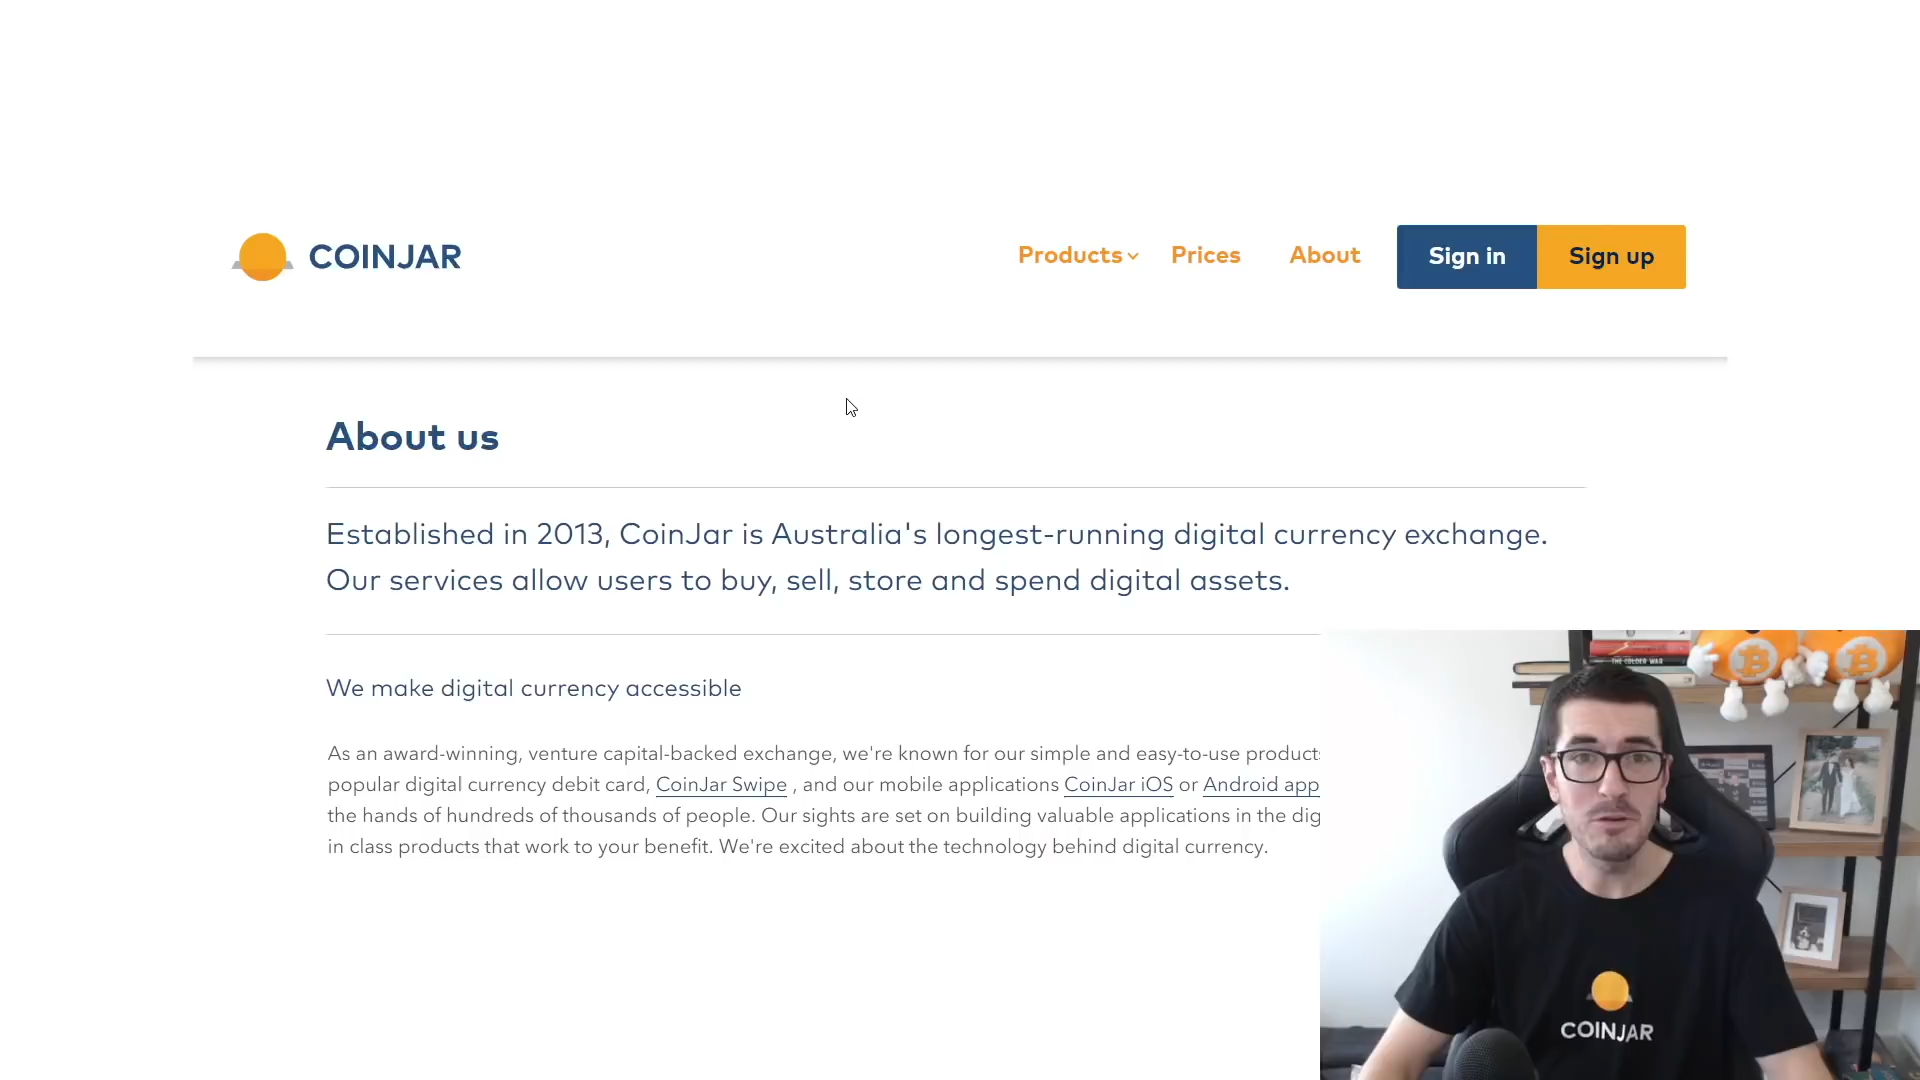 COINJAR
Products
Prices
About
Sign in
Sign up
About us
Established in 2013, CoinJar is Australia's longest-running digital currency exchange.
Our services allow users to buy, sell, store and spend digital assets.
We make digital currency accessible
As an award-winning, venture capital-backed exchange, we're known for our simple and easy-to-use products
popular digital currency debit card, CoinJar Swipe , and our mobile applications CoinJar iOS or Android app
the hands of hundreds of thousands of people. Our sights are set on building valuable applications in the dig
in class products that work to your benefit. We're excited about the technology behind digital currency.
THE COLDER WAR
COINJAR